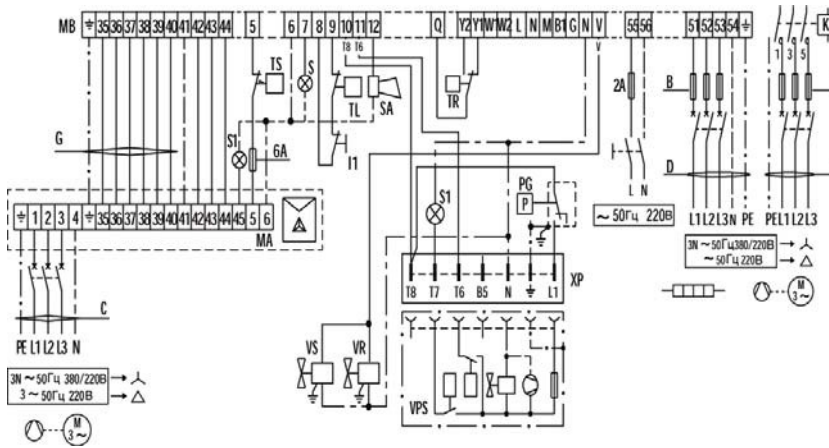 MB
35 36 37 38 39 40 41 42 43 44
5
6 7 8 9 10 11 12
T8 T6
Q Y2 Y1 W1 W2 L N M B1 G N V
V
55 56
51 52 53 54
1 3 5
K
TS
S
TL
SA
TR
2A
B
G
S1
6A
I1
D
L N
L1 L2 L3 N PE
PE L1 L2 L3
S1
PG
P
~ 50Гц 220В
3N ~ 50Гц 380/220В
~ 50Гц 220В
1 2 3 4 35 36 37 38 39 40 41 42 43 44 45 5 6
MA
XP
T8 T7 T6 B5 N L1
M
3 ~
C
PE L1 L2 L3 N
VS
VR
VPS
3N ~ 50Гц 380/220В
3 ~ 50Гц 220В
M
3 ~